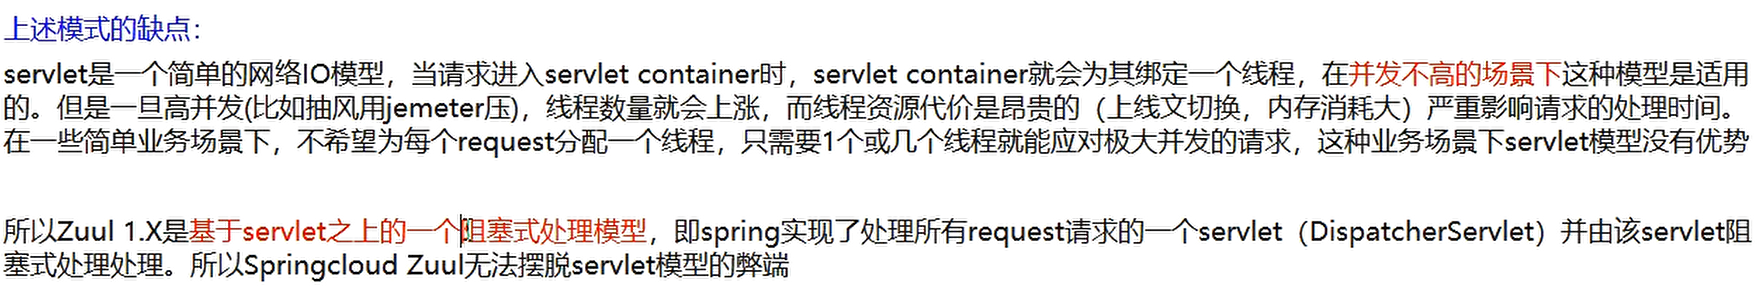 上述模式的缺点：
servlet是一个简单的网络IO模型，当请求进入servlet container时，servlet container就会为其绑定一个线程，在并发不高的场景下这种模型是适用
的。但是一旦高并发(比如抽风用jemeter压)，线程数量就会上涨，而线程资源代价是昂贵的（上线文切换，内存消耗大）严重影响请求的处理时间。
在一些简单业务场景下，不希望为每个request分配一个线程，只需要1个或几个线程就能应对极大并发的请求，这种业务场景下servlet模型没有优势
所以Zuul 1.X是基于servlet之上的一个阻塞式处理模型，即spring实现了处理所有request请求的一个servlet（DispatcherServlet）并由该servlet阻
塞式处理处理。所以Springcloud Zuul无法摆脱servlet模型的弊端